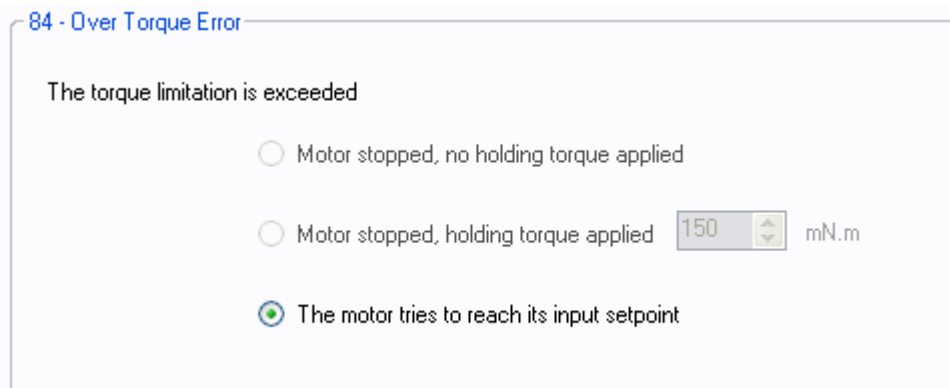 84 - Over Torque Error
The torque limitation is exceeded
Motor stopped, no holding torque applied
Motor stopped, holding torque applied 150 mN.m
The motor tries to reach its input setpoint